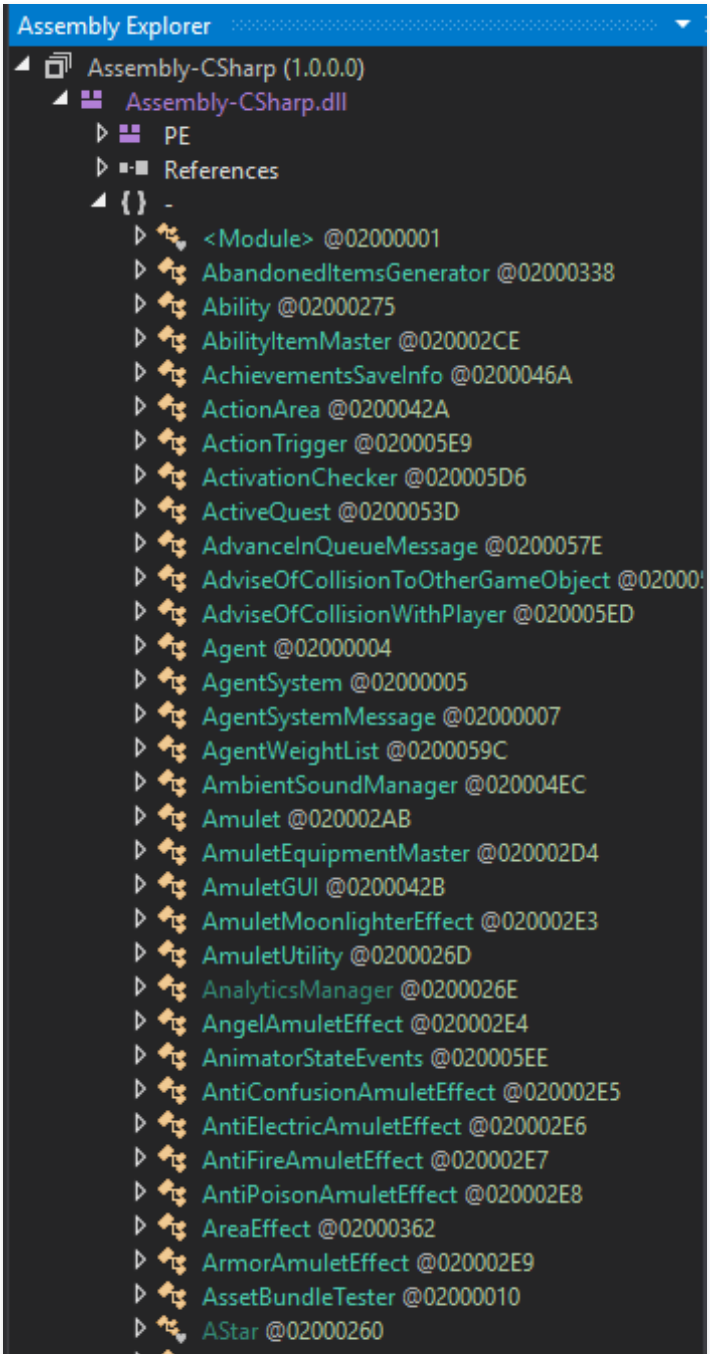 Assembly Explorer
Assembly-CSharp (1.0.0.0)
Assembly-CSharp.dll
PE
References
{ } -
<Module> @02000001
AbandonedItemsGenerator @02000338
Ability @02000275
AbilityItemMaster @020002CE
AchievementsSaveInfo @0200046A
ActionArea @0200042A
ActionTrigger @020005E9
ActivationChecker @020005D6
ActiveQuest @0200053D
AdvanceInQueueMessage @0200057E
AdviseOfCollisionToOtherGameObject @020005
AdviseOfCollisionWithPlayer @020005ED
Agent @02000004
AgentSystem @02000005
AgentSystemMessage @02000007
AgentWeightList @0200059C
AmbientSoundManager @020004EC
Amulet @020002AB
AmuletEquipmentMaster @020002D4
AmuletGUI @0200042B
AmuletMoonlighterEffect @020002E3
AmuletUtility @0200026D
AnalyticsManager @0200026E
AngelAmuletEffect @020002E4
AnimatorStateEvents @020005EE
AntiConfusionAmuletEffect @020002E5
AntiElectricAmuletEffect @020002E6
AntiFireAmuletEffect @020002E7
AntiPoisonAmuletEffect @020002E8
AreaEffect @02000362
ArmorAmuletEffect @020002E9
AssetBundleTester @02000010
AStar @02000260